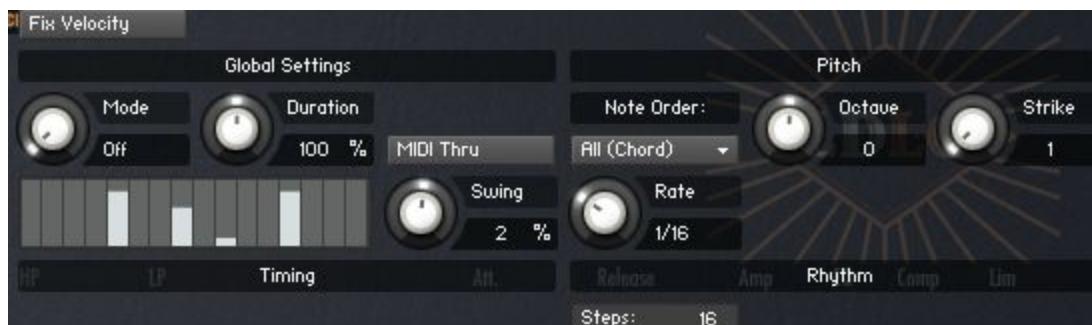 Fix Velocity
Global Settings
Pitch
Mode
Duration
Note Order:
Octave
Strike
Off
100 %
MIDI Thru
All (Chord)
0
1
Swing
Rate
2 %
1/16
HP
LP
Timing
Att.
Release
Amp
Rhythm
Comp
Lim
Steps: 16